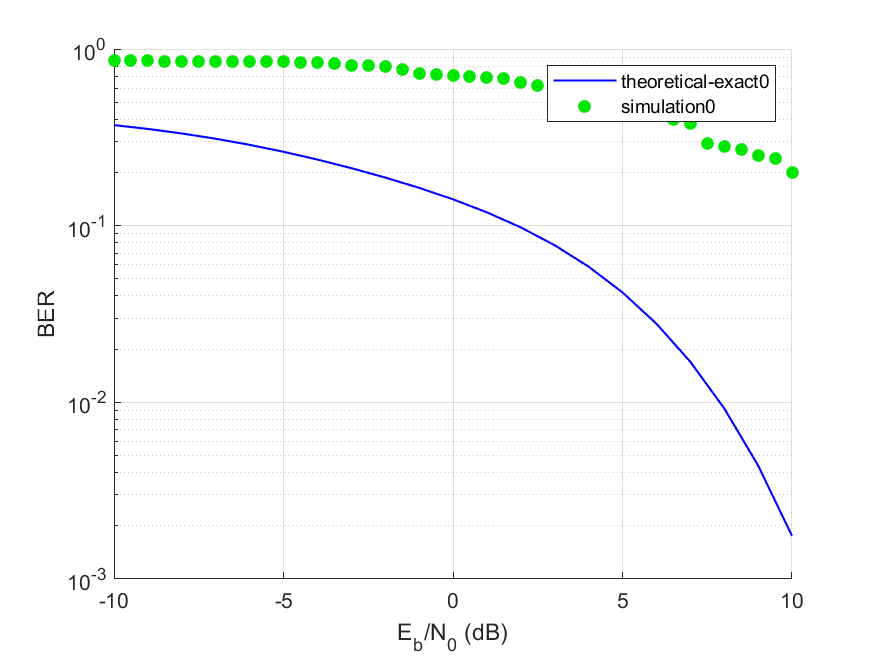 10^0
theoretical-exact0
simulation0
10^-1
BER
10^-2
10^-3
-10 -5 0 5 10
E_b/N_0 (dB)